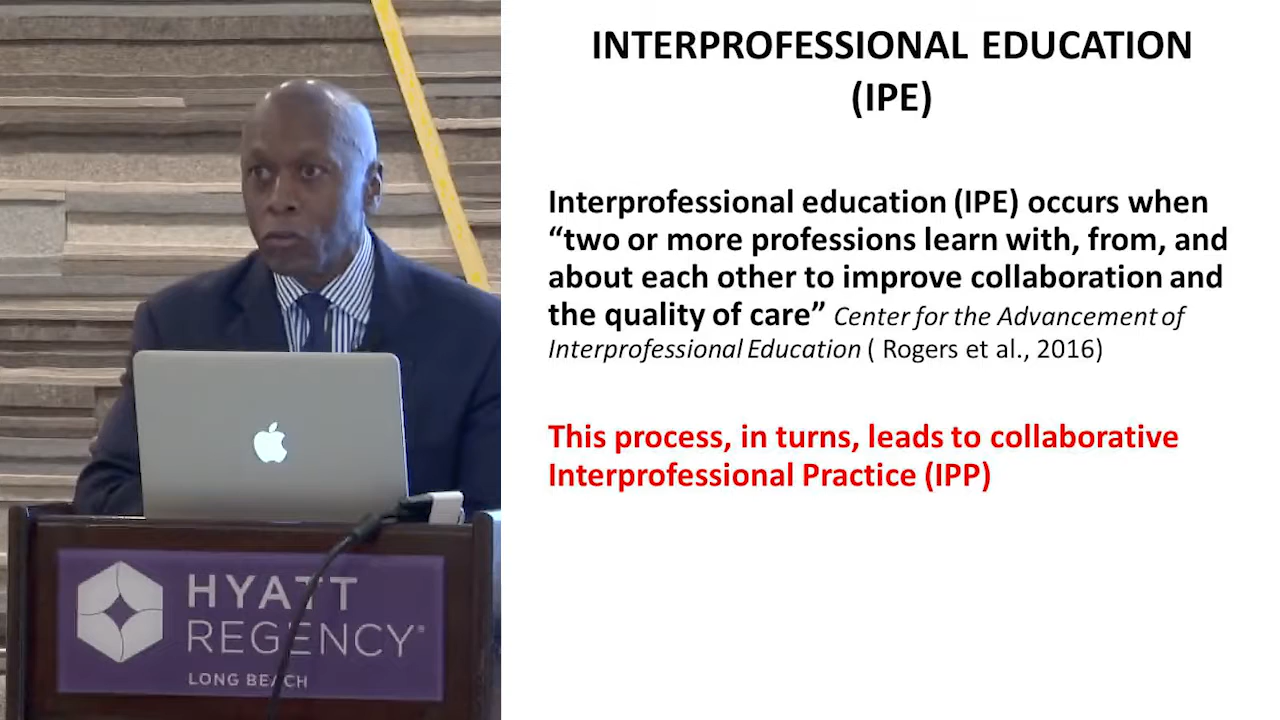 INTERPROFESSIONAL EDUCATION
(IPE)
Interprofessional education (IPE) occurs when
“two or more professions learn with, from, and
about each other to improve collaboration and
the quality of care” Center for the Advancement of
Interprofessional Education ( Rogers et al., 2016)
This process, in turns, leads to collaborative
Interprofessional Practice (IPP)
HYATT
REGENCY®
LONG BEACH